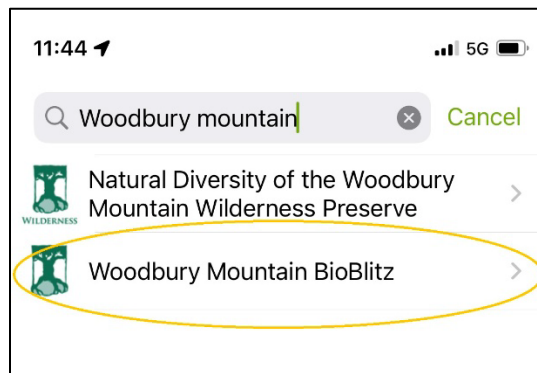 11:44
5G
Woodbury mountain
Cancel
Natural Diversity of the Woodbury
Mountain Wilderness Preserve
WILDERNESS
Woodbury Mountain BioBlitz